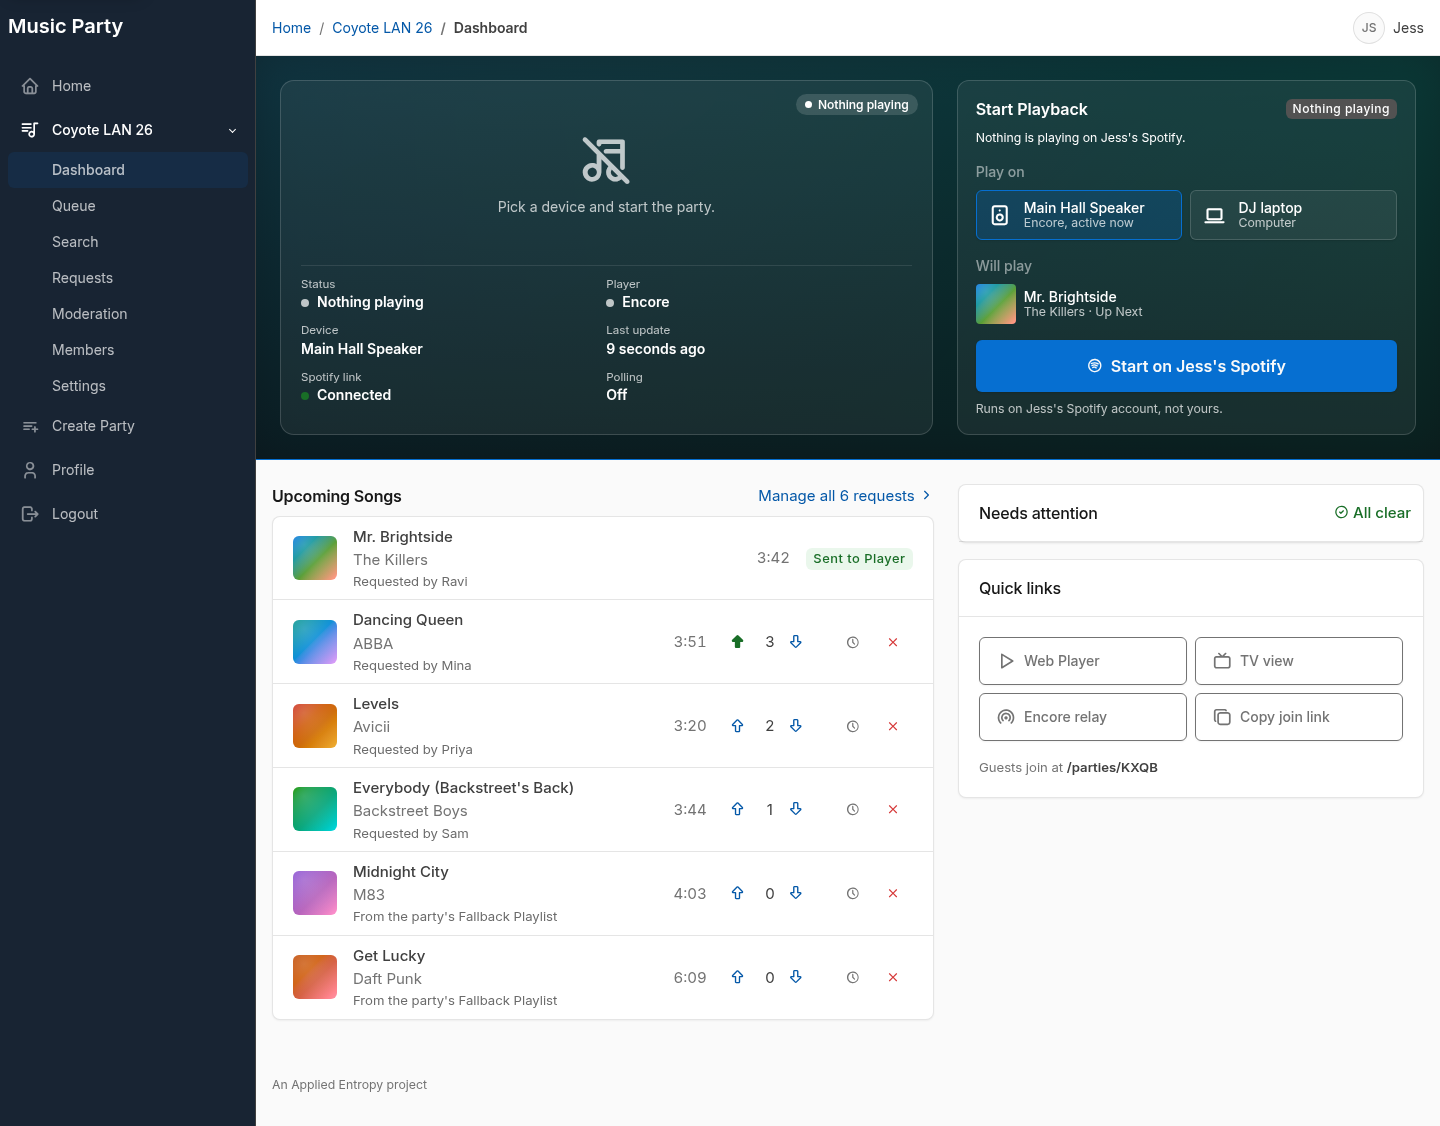 Music Party
Home
Coyote LAN 26
Dashboard
Queue
Search
Requests
Moderation
Members
Settings
Create Party
Profile
Logout
Home / Coyote LAN 26 / Dashboard
JS Jess
Nothing playing
Pick a device and start the party.
Status
Nothing playing
Player
Encore
Device
Main Hall Speaker
Last update
9 seconds ago
Spotify link
Connected
Polling
Off
Start Playback
Nothing playing
Nothing is playing on Jess's Spotify.
Play on
Main Hall Speaker
Encore, active now
DJ laptop
Computer
Will play
Mr. Brightside
The Killers · Up Next
Start on Jess's Spotify
Runs on Jess's Spotify account, not yours.
Upcoming Songs
Manage all 6 requests
Mr. Brightside
The Killers
Requested by Ravi
3:42
Sent to Player
Dancing Queen
ABBA
Requested by Mina
3:51
3
Levels
Avicii
Requested by Priya
3:20
2
Everybody (Backstreet's Back)
Backstreet Boys
Requested by Sam
3:44
1
Midnight City
M83
From the party's Fallback Playlist
4:03
0
Get Lucky
Daft Punk
From the party's Fallback Playlist
6:09
0
Needs attention
All clear
Quick links
Web Player
TV view
Encore relay
Copy join link
Guests join at /parties/KXQB
An Applied Entropy project